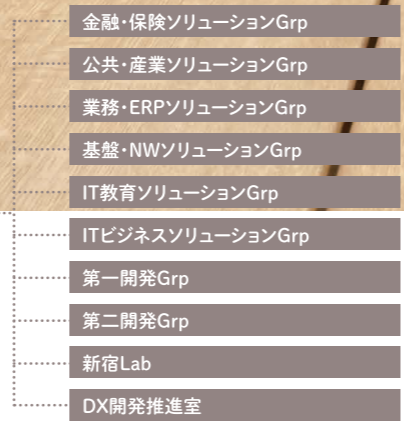 金融・保険ソリューションGrp
公共・産業ソリューションGrp
業務・ERPソリューションGrp
基盤・NWソリューションGrp
IT教育ソリューションGrp
ITビジネスソリューションGrp
第一開発Grp
第二開発Grp
新宿Lab
DX開発推進室